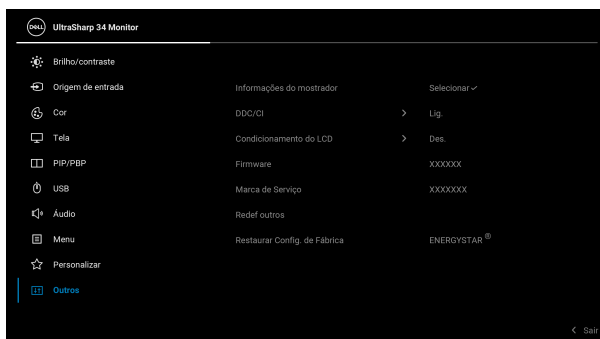 DELL UltraSharp 34 Monitor
Brilho/contraste
Origem de entrada Informações do mostrador Selecionar ✓
Cor DDC/CI > Lig.
Tela Condicionamento do LCD > Des.
PIP/PBP Firmware XXXXXX
USB Marca de Serviço XXXXXXX
Áudio Redef outros
Menu Restaurar Config. de Fábrica ENERGYSTAR ®
Personalizar
Outros
< Sair